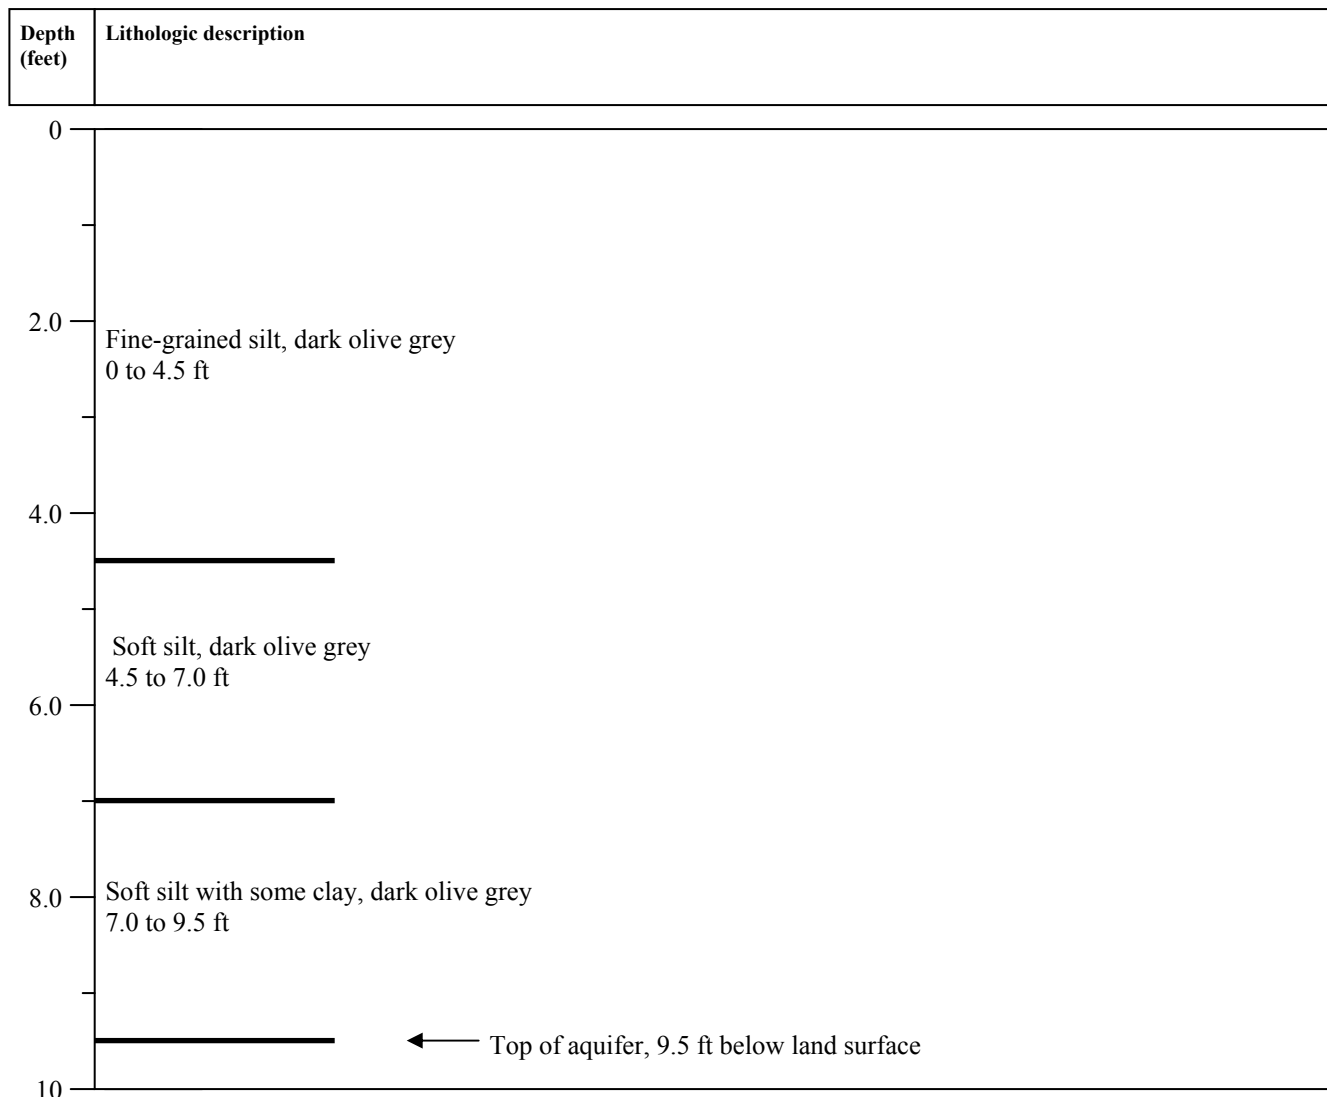 Depth
(feet)
Lithologic description
0
2.0
Fine-grained silt, dark olive grey
0 to 4.5 ft
4.0
Soft silt, dark olive grey
4.5 to 7.0 ft
6.0
8.0
Soft silt with some clay, dark olive grey
7.0 to 9.5 ft
Top of aquifer, 9.5 ft below land surface
10